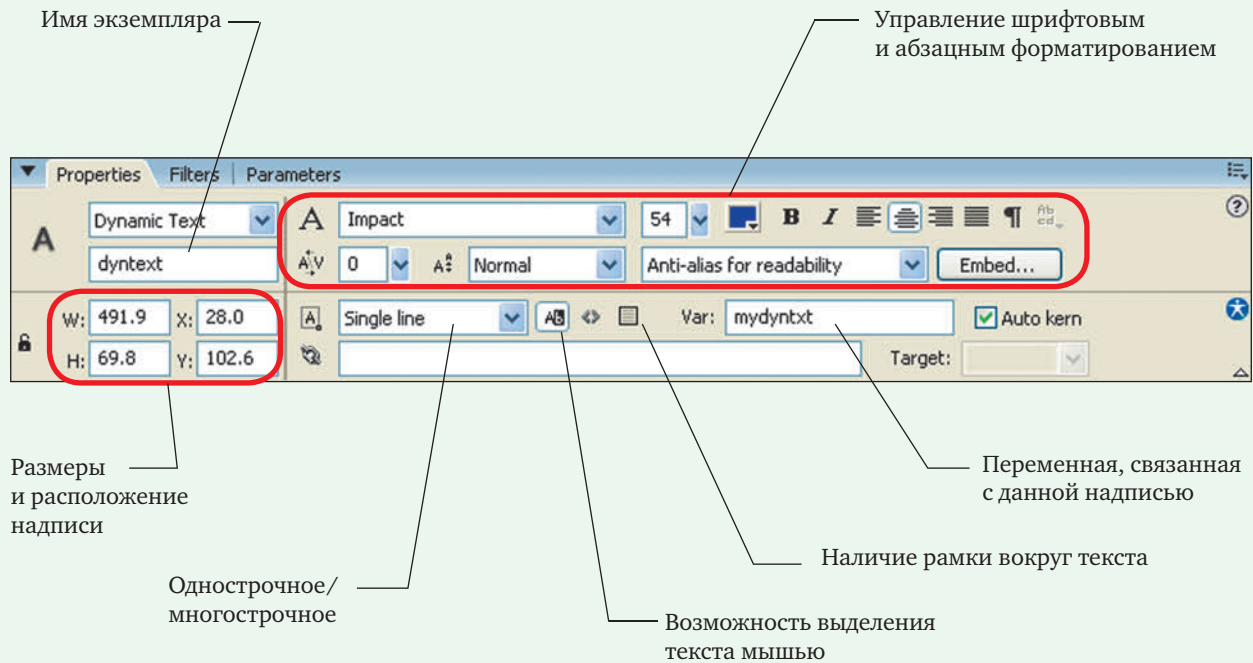 Имя экземпляра
Управление шрифтовым
и абзацным форматированием
Properties Filters Parameters
A Dynamic Text A Impact 54 B I
dyntext A V 0 A Normal Anti-alias for readability Embed...
W: 491.9 X: 28.0 A Single line AB <> Var: mydyntxt Auto kern
H: 69.8 Y: 102.6 Target:
Размеры
и расположение
надписи
Переменная, связанная
с данной надписью
Наличие рамки вокруг текста
Однострочное/
многострочное
Возможность выделения
текста мышью